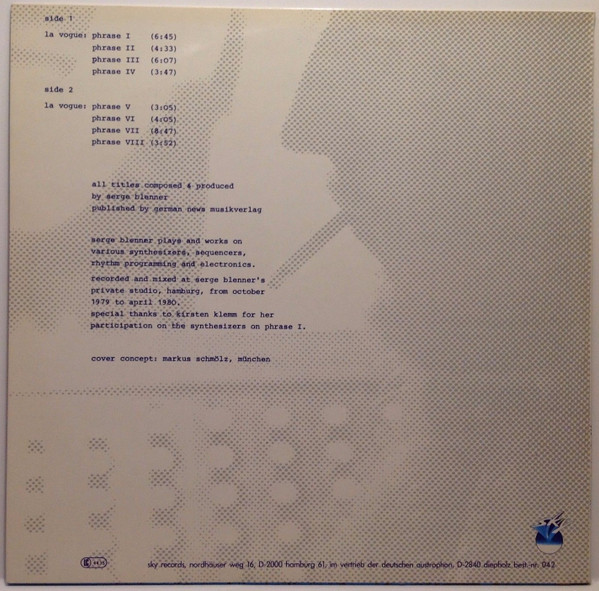 side 1
la vogue: phrase I (6:45)
phrase II (4:33)
phrase III (6:07)
phrase IV (3:47)
side 2
la vogue: phrase V (3:05)
phrase VI (4:05)
phrase VII (8:47)
phrase VIII (3:52)
all titles composed & produced
by serge blenner
published by german news musikverlag
serge blenner plays and works on
various synthesizers, sequencers,
rhythm programming and electronics.
recorded and mixed at serge blenner's
private studio, hamburg, from october
1979 to april 1980.
special thanks to kirsten klemm for her
participation on the synthesizers on phrase I.
cover concept: markus schmölz, münchen
sky records, nordhäuser weg 16, D-2000 hamburg 61, im vertrieb der deutschen austrophon, D-2840 diepholz best.-nr. 042